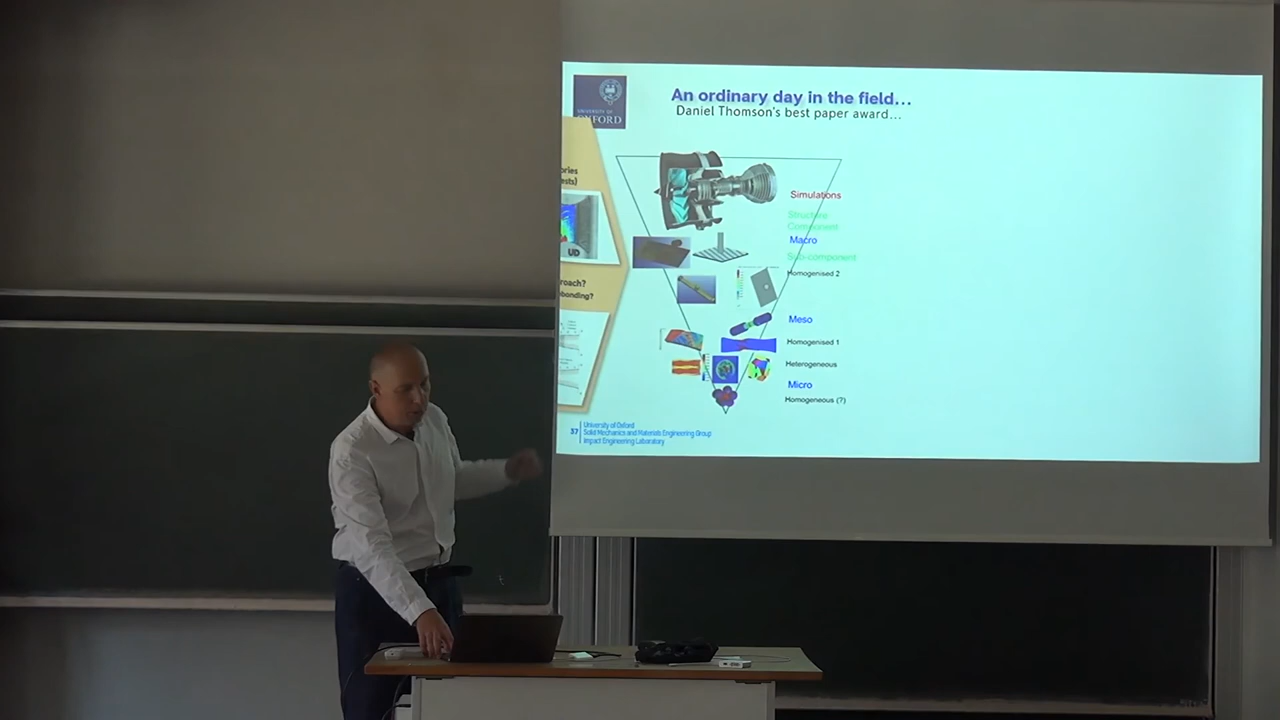 An ordinary day in the field...
Daniel Thomson's best paper award...
UNIVERSITY OF
OXFORD
UD
roach?
bonding?
Simulations
Structure
Component
Macro
Sub-component
Homogenised 2
Meso
Homogenised 1
Heterogeneous
Micro
Homogeneous (?)
37
University of Oxford
Solid Mechanics and Materials Engineering Group
Impact Engineering Laboratory